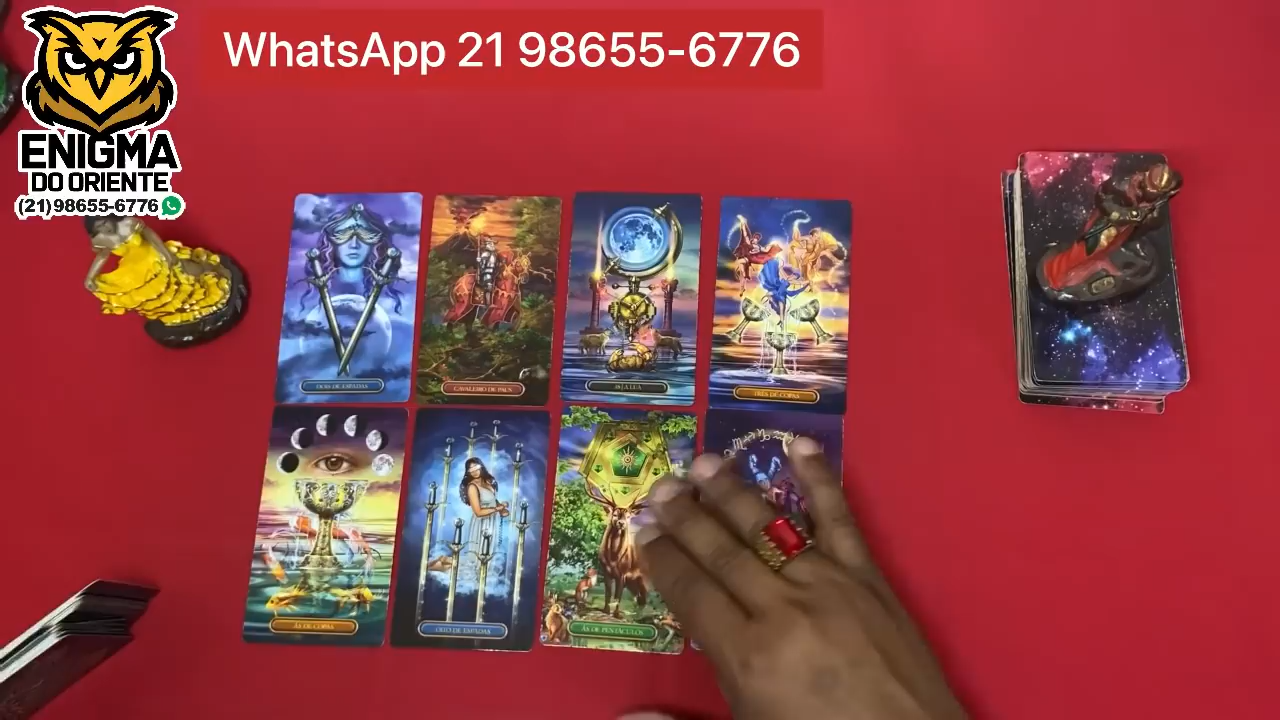 WhatsApp 21 98655-6776
ENIGMA
DO ORIENTE
(21)98655-6776
DOIS DE ESPADAS
CAVALEIRO DE PAUS
A LUA
TRÊS DE COPAS
ÁS DE COPAS
OITO DE ESPADAS
ÁS DE PENTÁCULOS